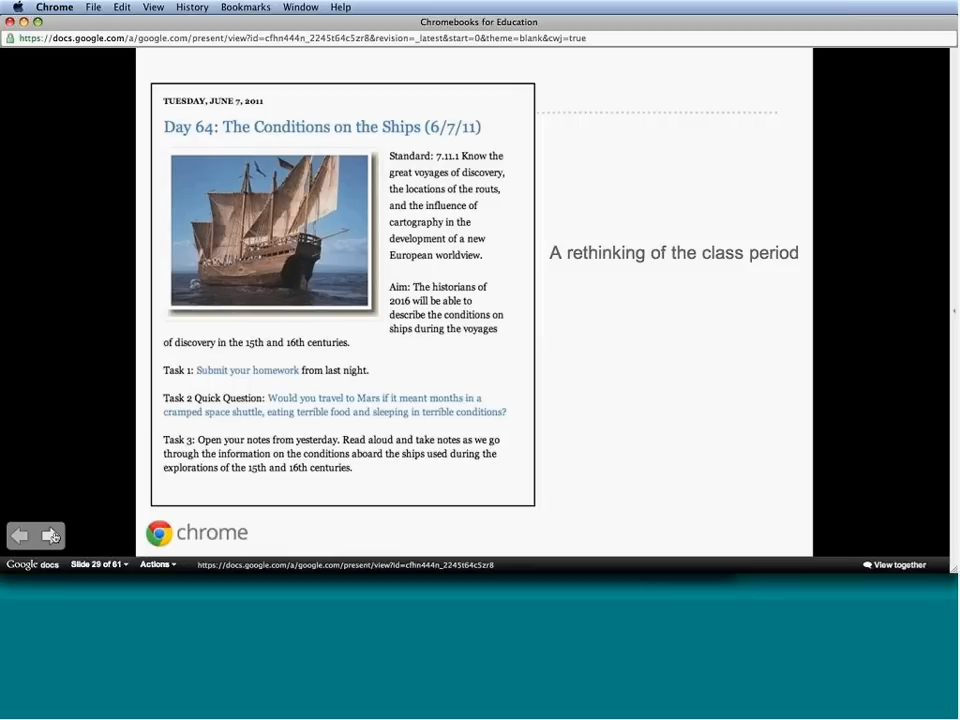 Chrome File Edit View History Bookmarks Window Help
Chromebooks for Education
https://docs.google.com/a/google.com/present/view?id=cfhn444n_2245t64c5zr8&revision=_latest&start=0&theme=blank&cwj=true
TUESDAY, JUNE 7, 2011
Day 64: The Conditions on the Ships (6/7/11)
Standard: 7.11.1 Know the
great voyages of discovery,
the locations of the routs,
and the influence of
cartography in the
development of a new
European worldview.
Aim: The historians of
2016 will be able to
describe the conditions on
ships during the voyages
of discovery in the 15th and 16th centuries.
Task 1: Submit your homework from last night.
Task 2 Quick Question: Would you travel to Mars if it meant months in a
cramped space shuttle, eating terrible food and sleeping in terrible conditions?
Task 3: Open your notes from yesterday. Read aloud and take notes as we go
through the information on the conditions aboard the ships used during the
explorations of the 15th and 16th centuries.
A rethinking of the class period
chrome
Google docs Slide 29 of 61 Actions https://docs.google.com/a/google.com/present/view?id=cfhn444n_2245t64c5zr8 View together